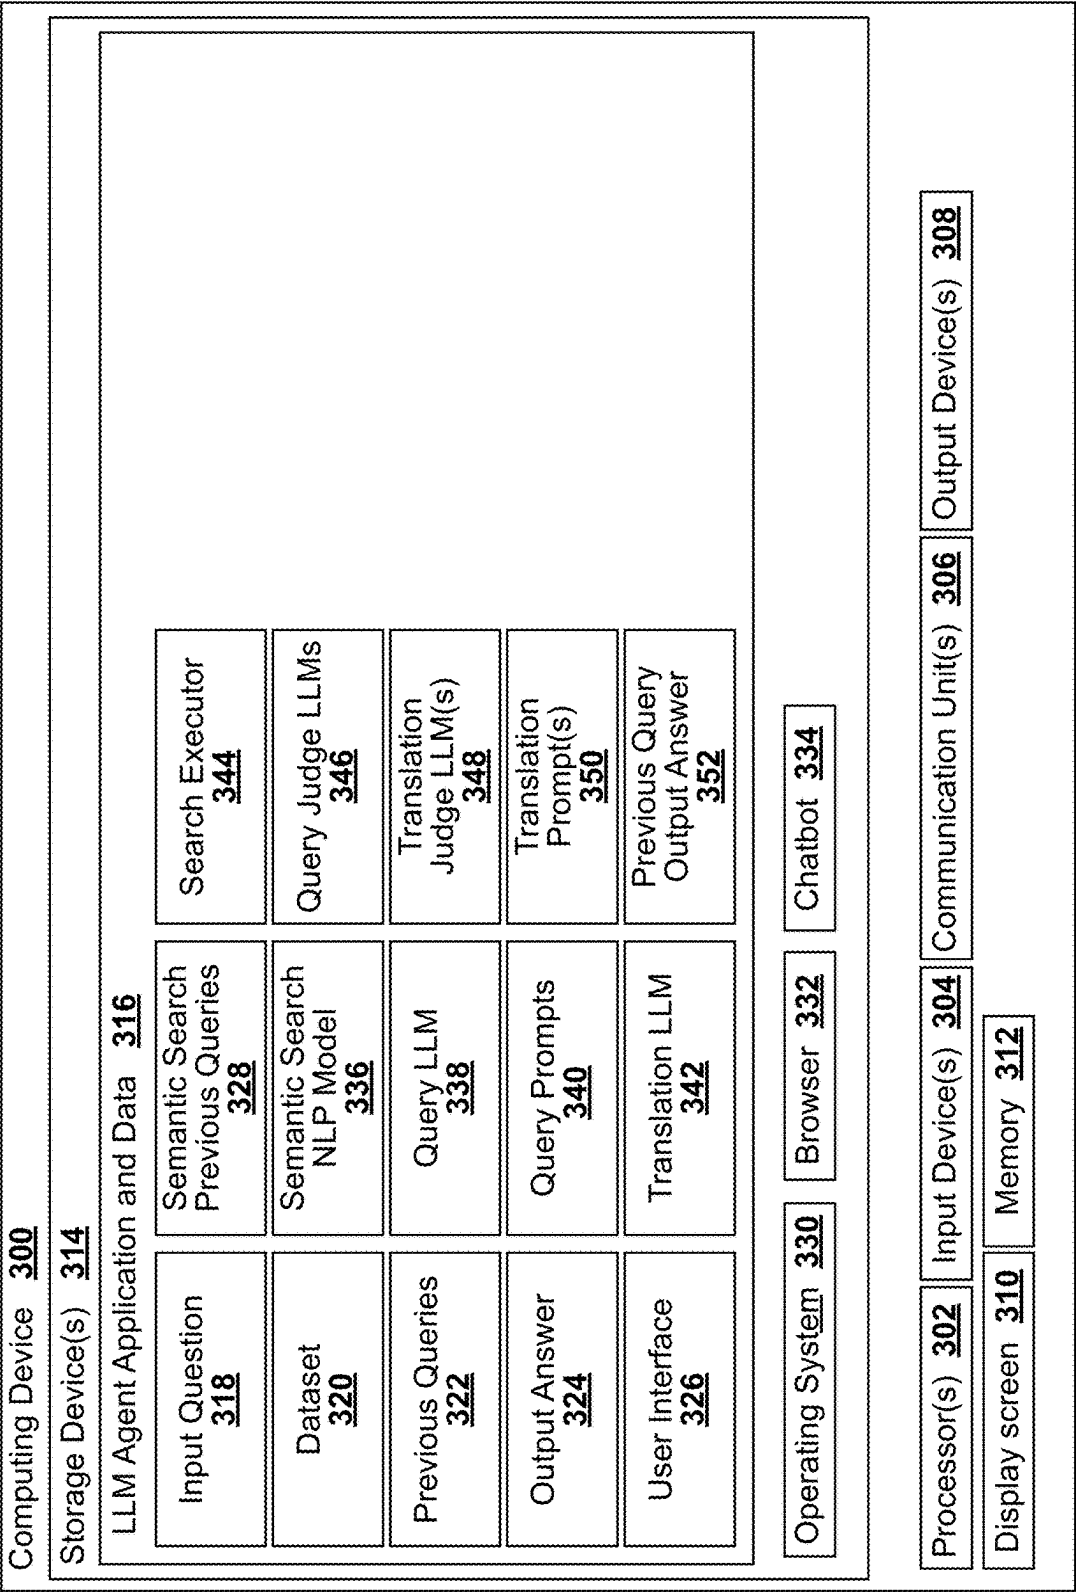 Computing Device 300
Storage Device(s) 314
LLM Agent Application and Data 316
Input Question
318
Semantic Search
Previous Queries
328
Search Executor
344
Dataset
320
Semantic Search
NLP Model
336
Query Judge LLMs
346
Previous Queries
322
Query LLM
338
Translation
Judge LLM(s)
348
Output Answer
324
Query Prompts
340
Translation
Prompt(s)
350
User Interface
326
Translation LLM
342
Previous Query
Output Answer
352
Operating System 330
Browser 332
Chatbot 334
Processor(s) 302
Input Device(s) 304
Communication Unit(s) 306
Output Device(s) 308
Display screen 310
Memory 312